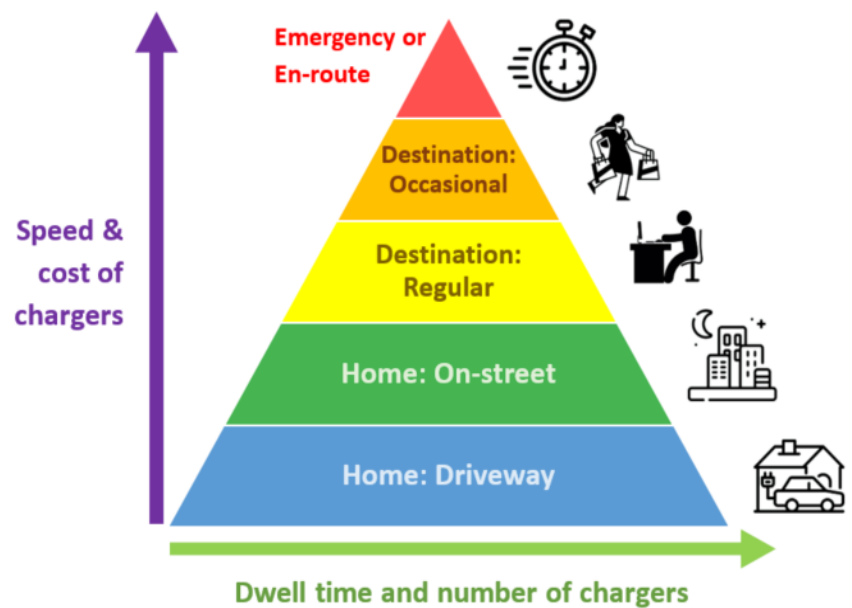 Emergency or
En-route
Destination:
Occasional
Destination:
Regular
Speed &
cost of
chargers
Home: On-street
Home: Driveway
Dwell time and number of chargers